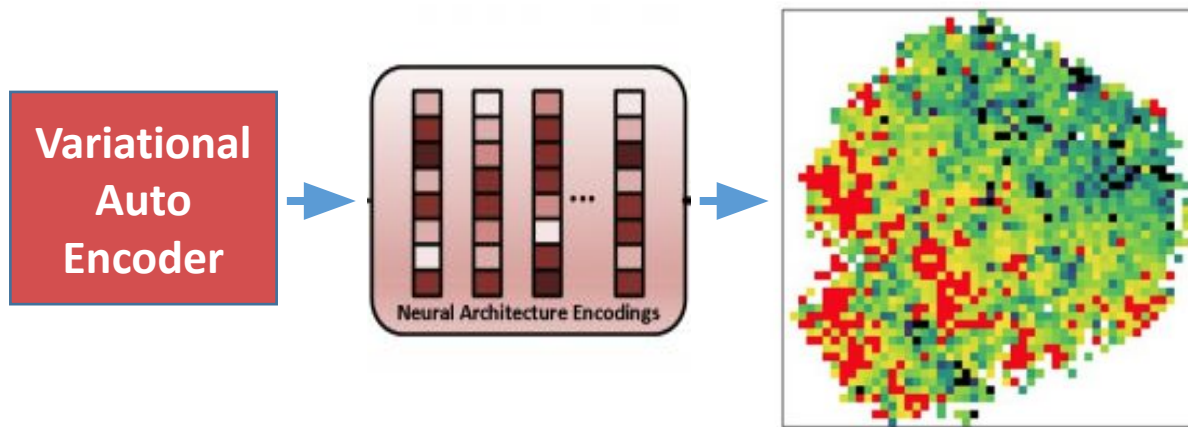 Variational
Auto
Encoder
...
Neural Architecture Encodings